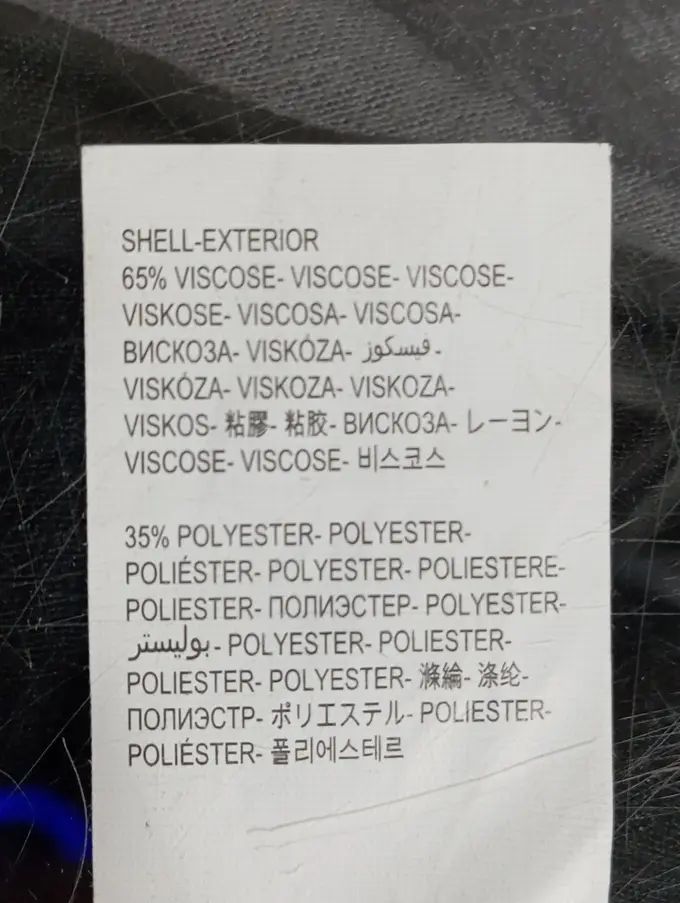 SHELL-EXTERIOR
65% VISCOSE- VISCOSE- VISCOSE-
VISKOSE- VISCOSA- VISCOSA-
ВИСКОЗА- VISKÓZA- فيسكوز -
VISKÓZA- VISKOZA- VISKOZA-
VISKOS- 粘膠- 粘胶- ВИСКОЗА- レーヨン-
VISCOSE- VISCOSE- 비스코스
35% POLYESTER- POLYESTER-
POLIÉSTER- POLYESTER- POLIESTERE-
POLIESTER- ПОЛИЭСТЕР- POLYESTER-
بوليستر - POLYESTER- POLIESTER-
POLIESTER- POLYESTER- 滌綸- 涤纶-
ПОЛИЭСТР- ポリエステル- POLIESTER-
POLIÉSTER- 폴리에스테르